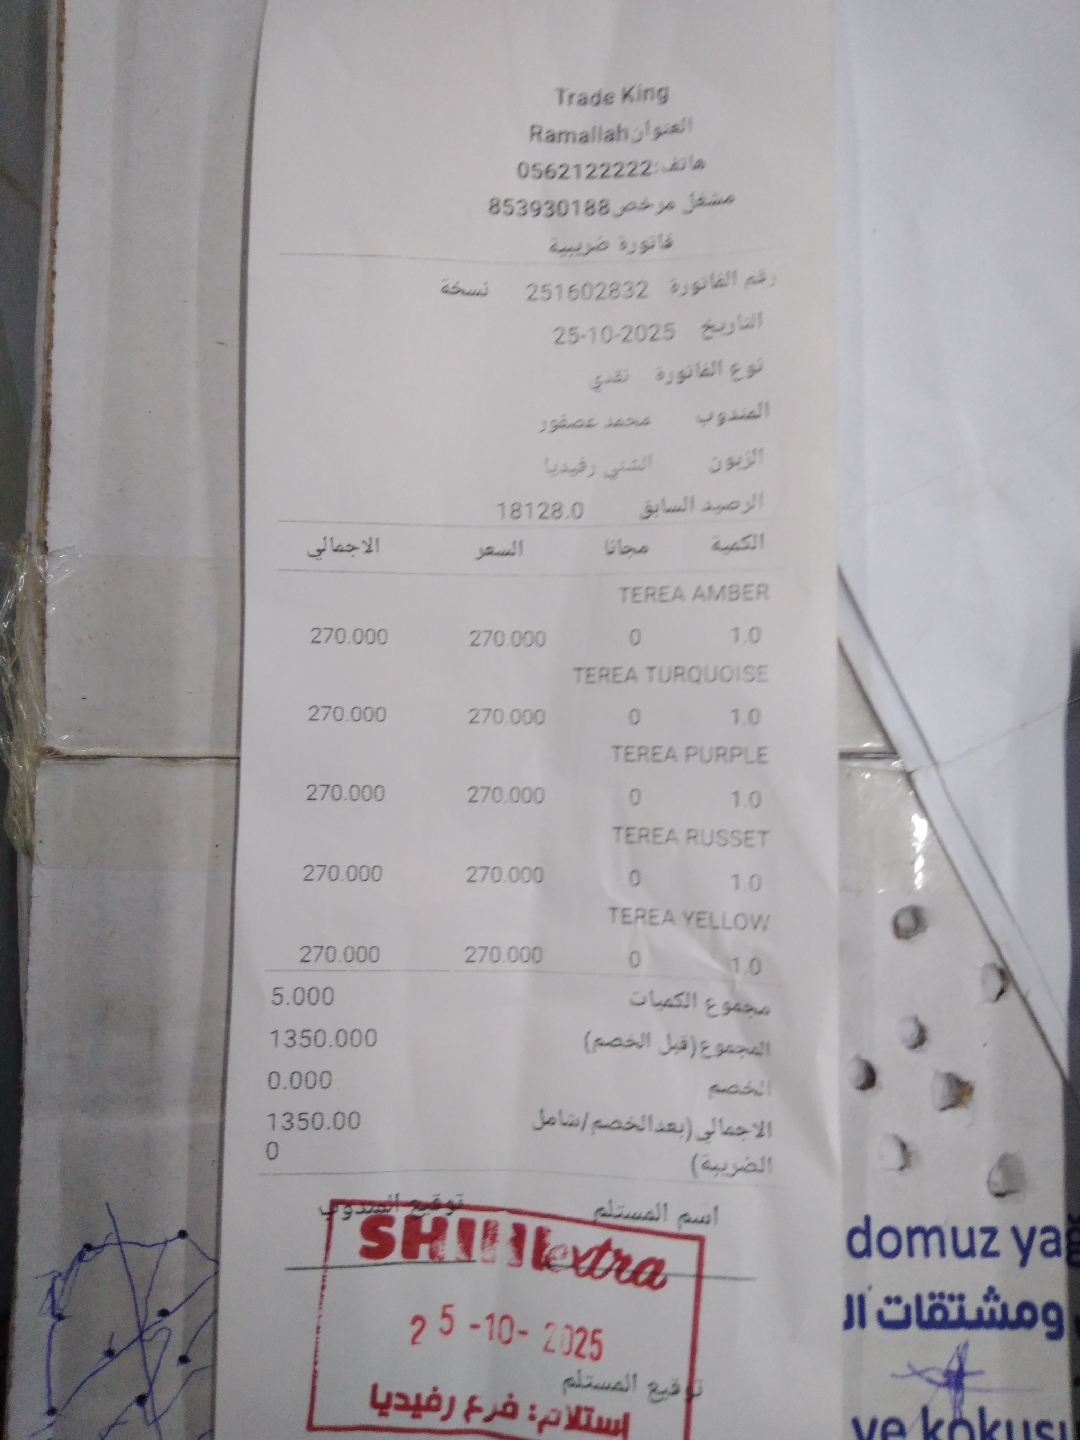 Trade King
العنوان Ramallah
هاتف:0562122222
مشغل مرخص 853930188
فاتورة ضريبية
رقم الفاتورة 251602832 نسخة
التاريخ 25-10-2025
نوع الفاتورة نقدي
المندوب محمد عصفور
الزبون الشني رفيديا
الرصيد السابق 18128.0
الكمية مجانا السعر الاجمالي
TEREA AMBER
1.0 0 270.000 270.000
TEREA TURQUOISE
1.0 0 270.000 270.000
TEREA PURPLE
1.0 0 270.000 270.000
TEREA RUSSET
1.0 0 270.000 270.000
TEREA YELLOW
1.0 0 270.000 270.000
مجموع الكميات 5.000
المجموع(قبل الخصم) 1350.000
الخصم 0.000
الاجمالي(بعدالخصم/شامل الضريبة) 1350.000
اسم المستلم توقيع المندوب
extra
25-10-2025
توقيع المستلم
إستلام: فرع رفيديا
domuz ya
ومشتقات ال
ve kokusu